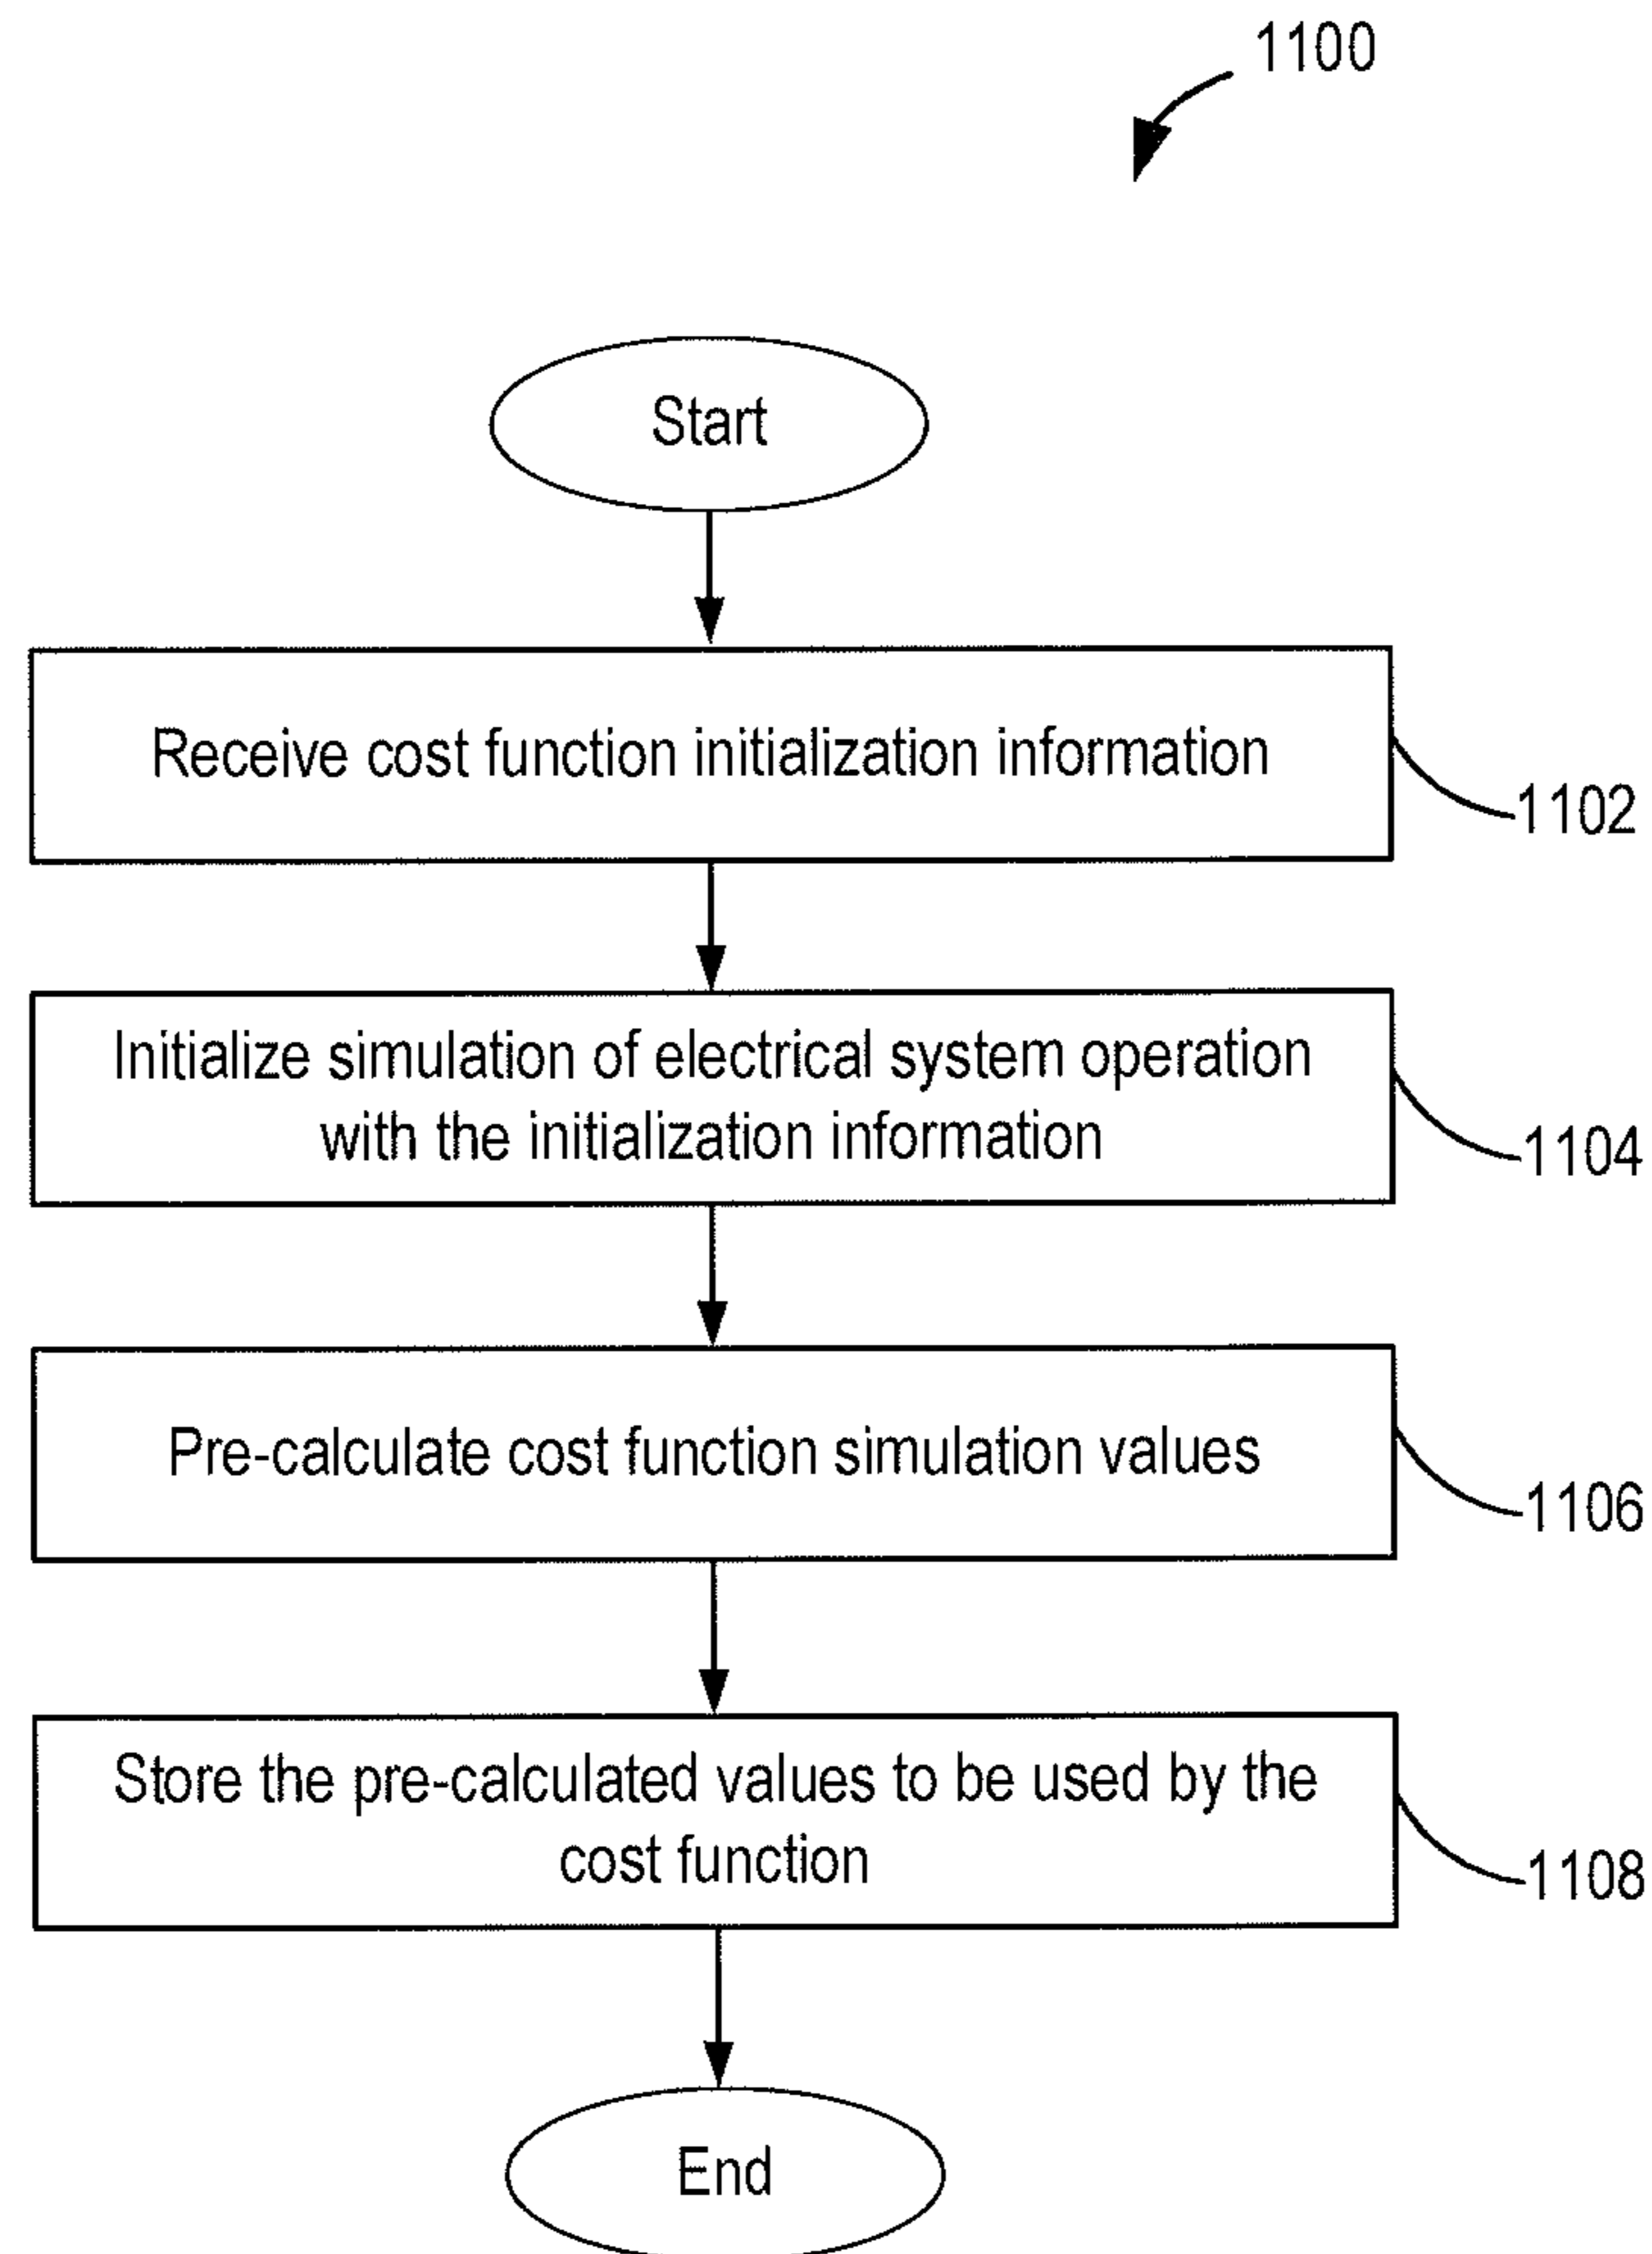 1100
Start
Receive cost function initialization information
1102
Initialize simulation of electrical system operation
with the initialization information
1104
Pre-calculate cost function simulation values
1106
Store the pre-calculated values to be used by the
cost function
1108
End